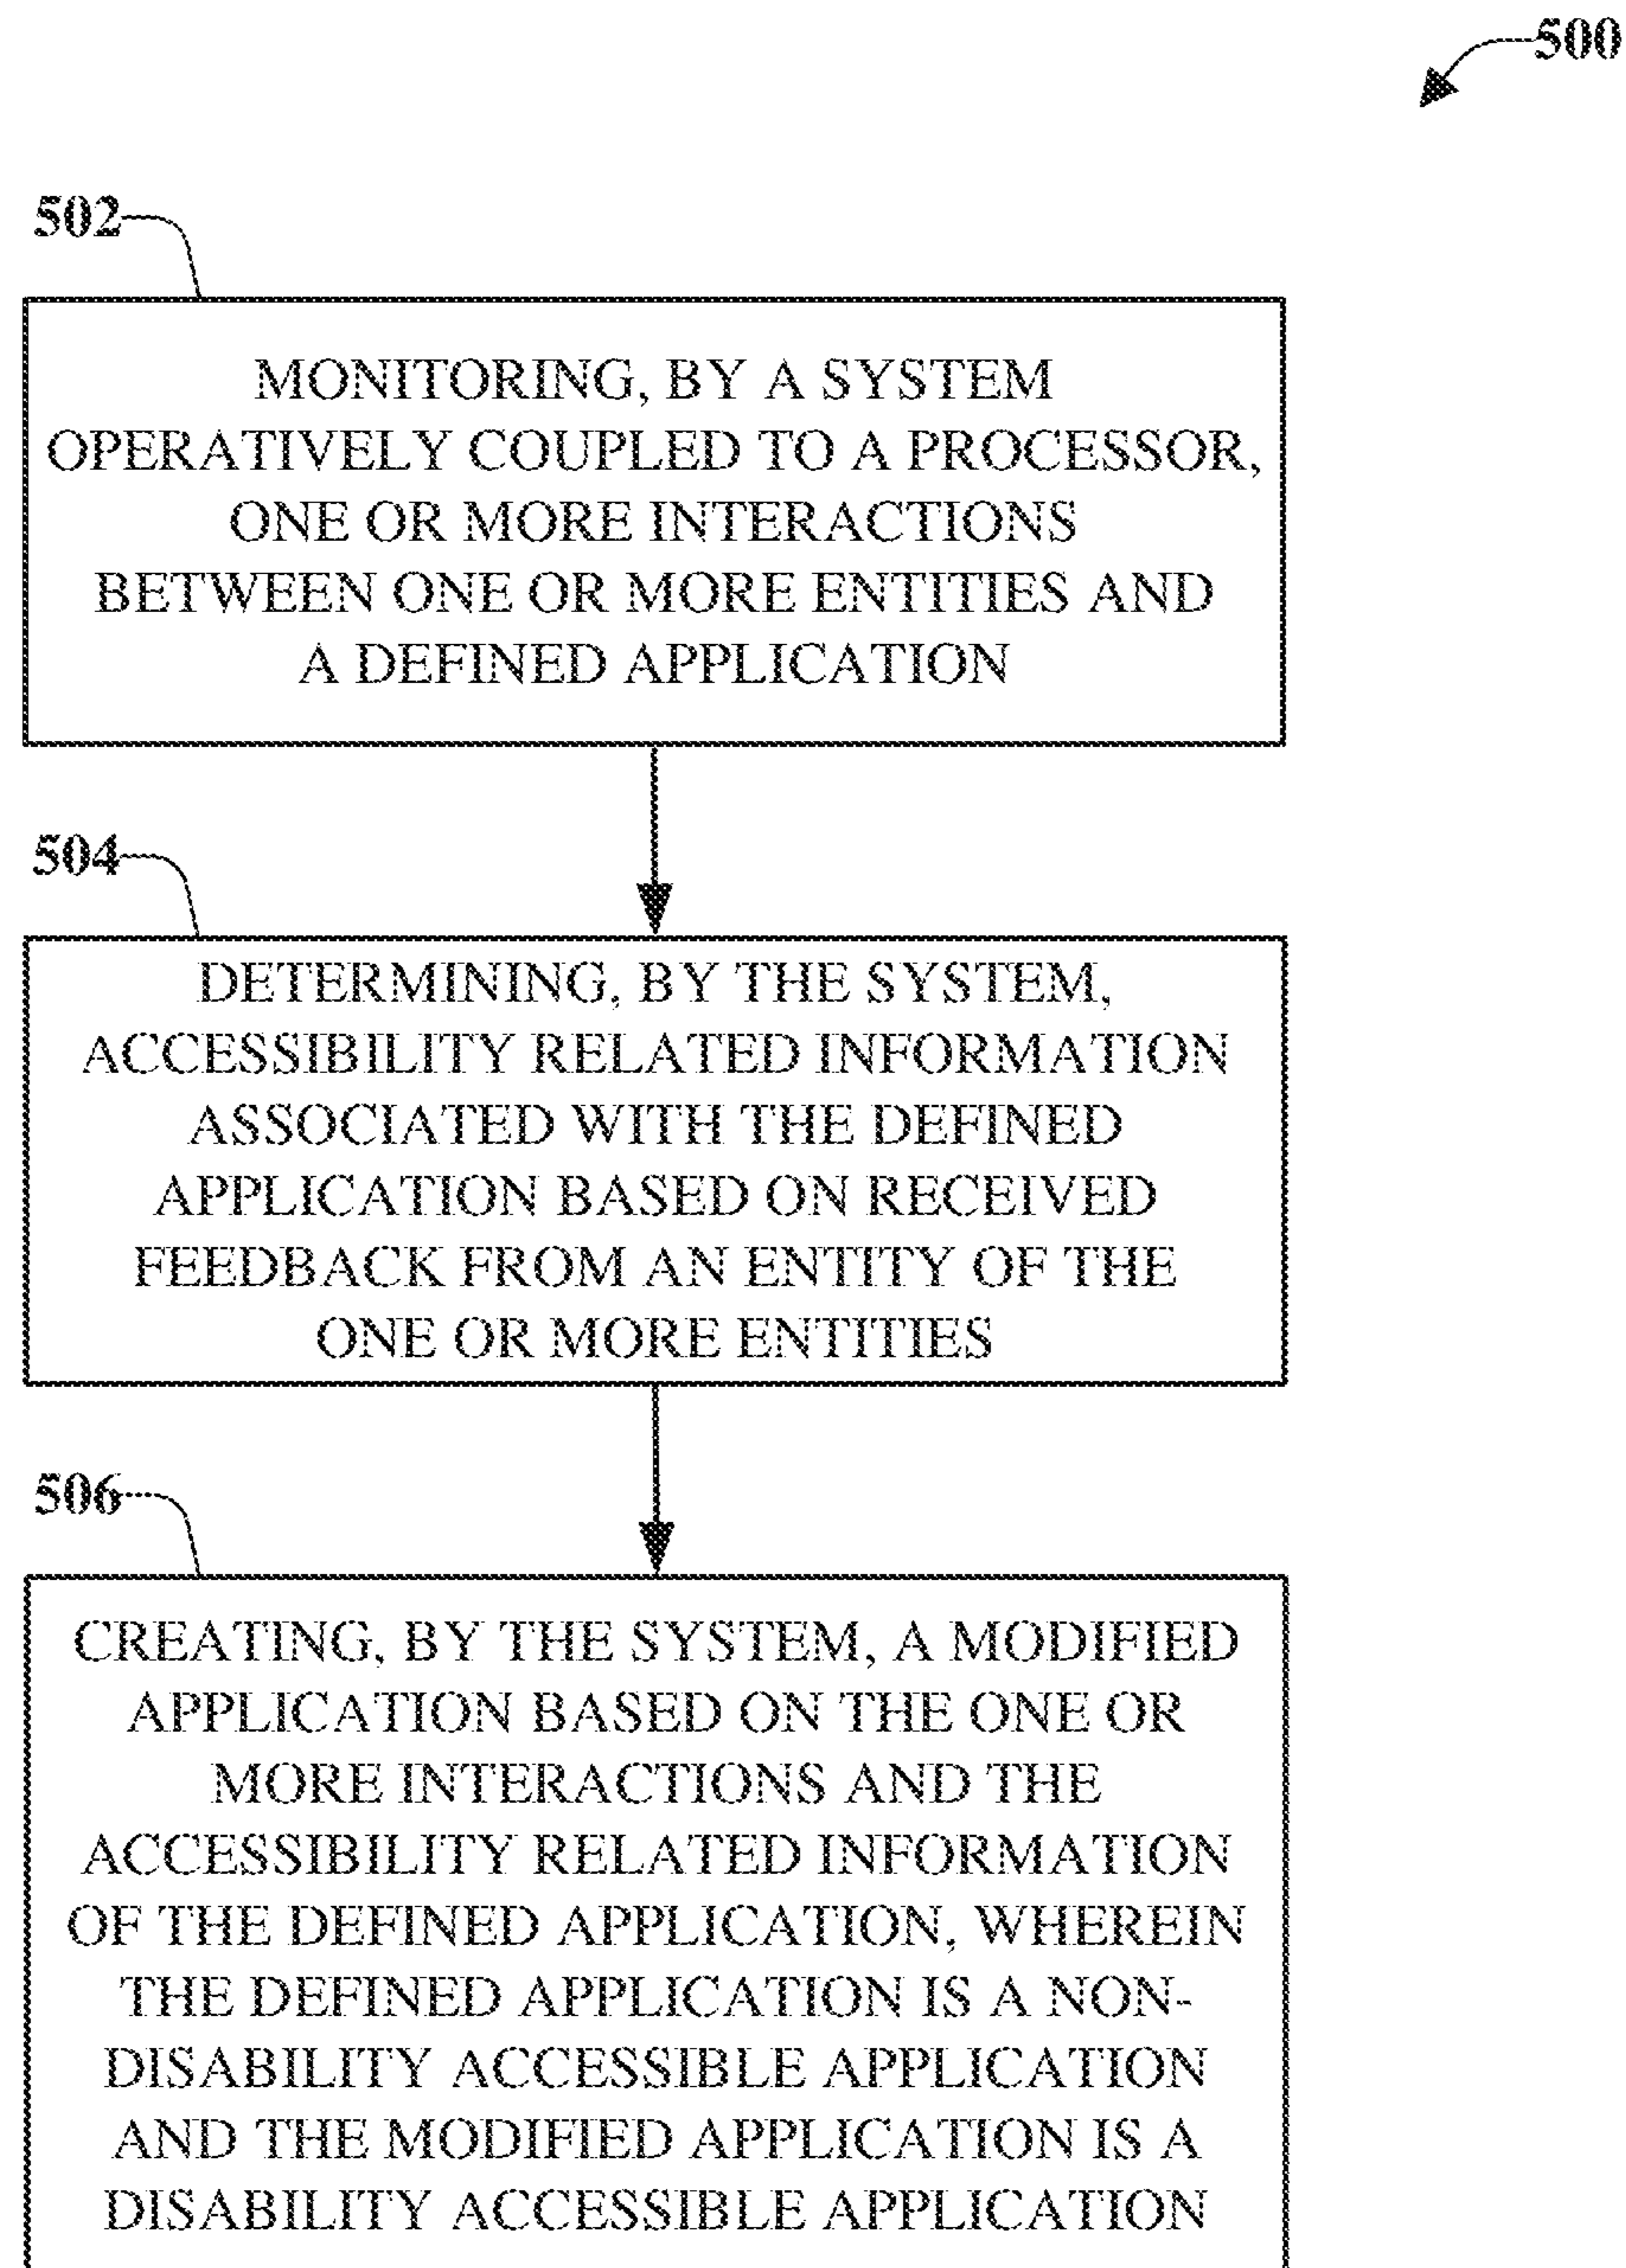 500
502
MONITORING, BY A SYSTEM
OPERATIVELY COUPLED TO A PROCESSOR,
ONE OR MORE INTERACTIONS
BETWEEN ONE OR MORE ENTITIES AND
A DEFINED APPLICATION
504
DETERMINING, BY THE SYSTEM,
ACCESSIBILITY RELATED INFORMATION
ASSOCIATED WITH THE DEFINED
APPLICATION BASED ON RECEIVED
FEEDBACK FROM AN ENTITY OF THE
ONE OR MORE ENTITIES
506
CREATING, BY THE SYSTEM, A MODIFIED
APPLICATION BASED ON THE ONE OR
MORE INTERACTIONS AND THE
ACCESSIBILITY RELATED INFORMATION
OF THE DEFINED APPLICATION, WHEREIN
THE DEFINED APPLICATION IS A NON-
DISABILITY ACCESSIBLE APPLICATION
AND THE MODIFIED APPLICATION IS A
DISABILITY ACCESSIBLE APPLICATION